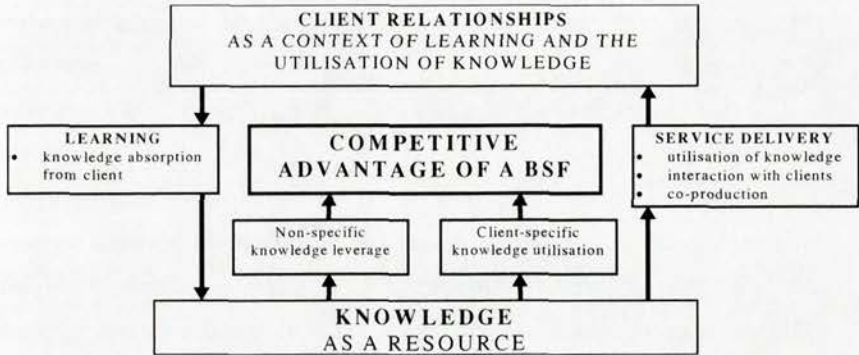 CLIENT RELATIONSHIPS
AS A CONTEXT OF LEARNING AND THE
UTILISATION OF KNOWLEDGE
LEARNING
• knowledge absorption
from client
COMPETITIVE
ADVANTAGE OF A BSF
SERVICE DELIVERY
• utilisation of knowledge
• interaction with clients
• co-production
Non-specific
knowledge leverage
Client-specific
knowledge utilisation
KNOWLEDGE
AS A RESOURCE